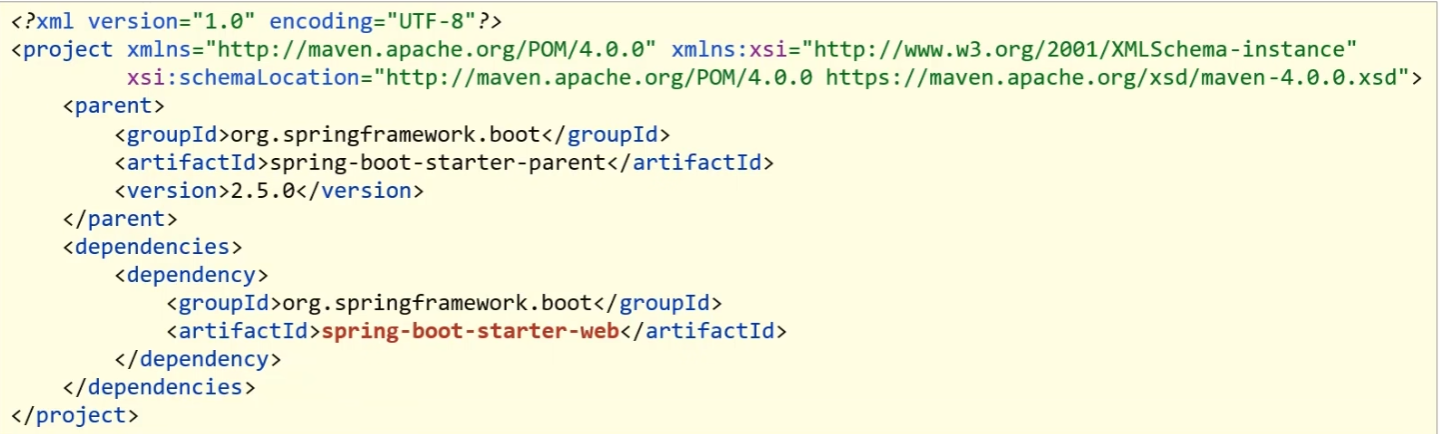 <?xml version="1.0" encoding="UTF-8"?>
<project xmlns="http://maven.apache.org/POM/4.0.0" xmlns:xsi="http://www.w3.org/2001/XMLSchema-instance"
         xsi:schemaLocation="http://maven.apache.org/POM/4.0.0 https://maven.apache.org/xsd/maven-4.0.0.xsd">
    <parent>
        <groupId>org.springframework.boot</groupId>
        <artifactId>spring-boot-starter-parent</artifactId>
        <version>2.5.0</version>
    </parent>
    <dependencies>
        <dependency>
            <groupId>org.springframework.boot</groupId>
            <artifactId>spring-boot-starter-web</artifactId>
        </dependency>
    </dependencies>
</project>